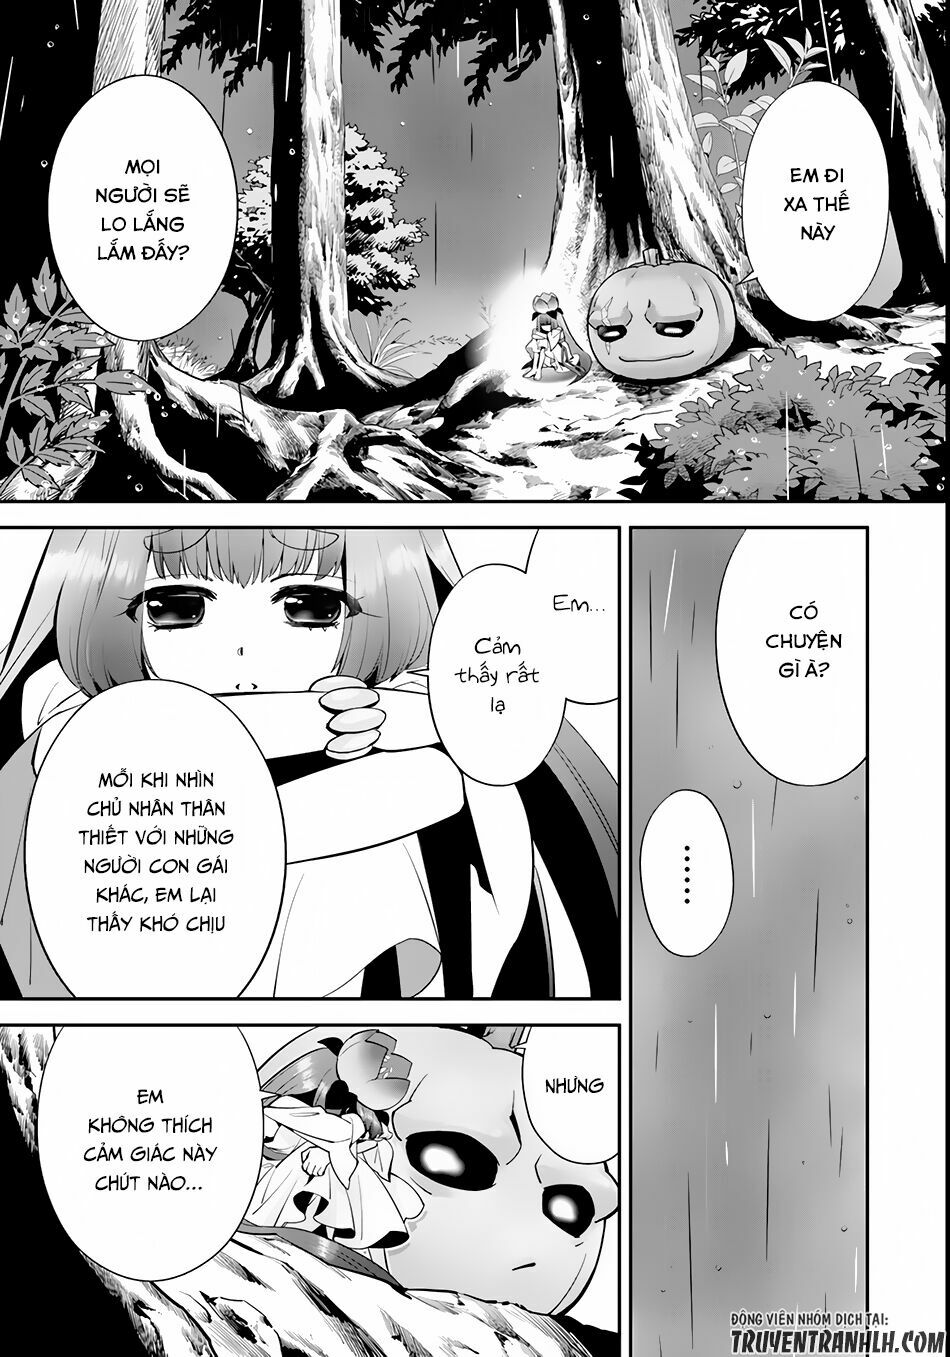 EM ĐI
XA THẾ
NÀY
MỌI
NGƯỜI SẼ
LO LẮNG
LẮM ĐẤY?
CÓ
CHUYỆN
GÌ À?
......
Em...
Cảm
thấy rất
lạ
MỖI KHI NHÌN
CHỦ NHÂN THÂN
THIẾT VỚI NHỮNG
NGƯỜI CON GÁI
KHÁC, EM LẠI
THẤY KHÓ CHỊU
NHƯNG
EM
KHÔNG THÍCH
CẢM GIÁC NÀY
CHÚT NÀO...
ĐỘNG VIÊN NHÓM DỊCH TẠI:
TRUYENTRANHLH.COM